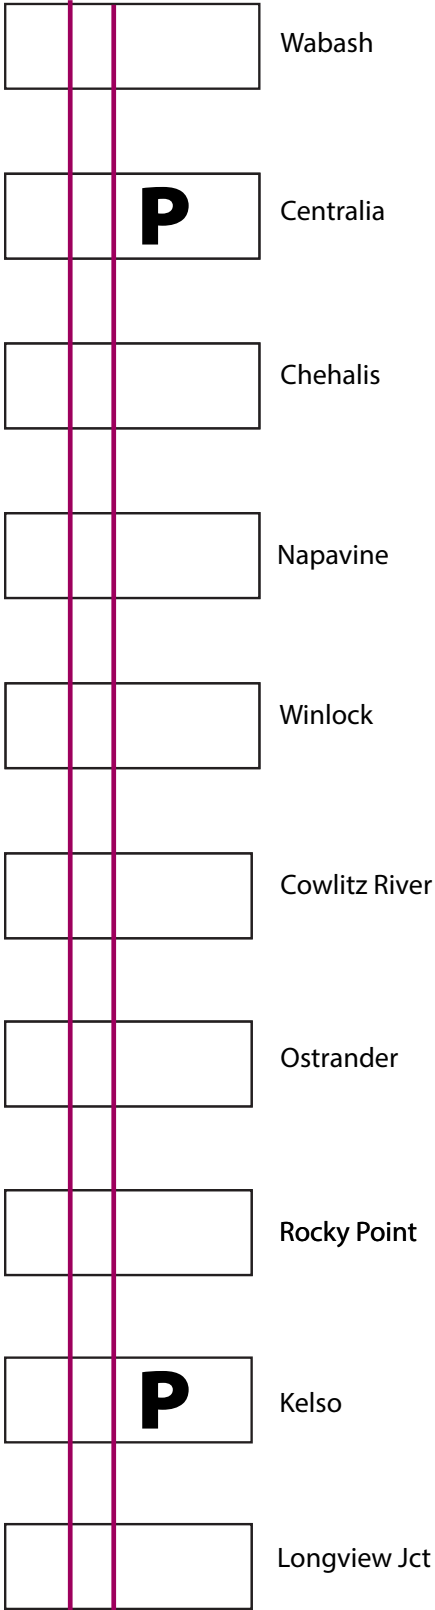 Wabash
P Centralia
Chehalis
Napavine
Winlock
Cowlitz River
Ostrander
Rocky Point
P Kelso
Longview Jct